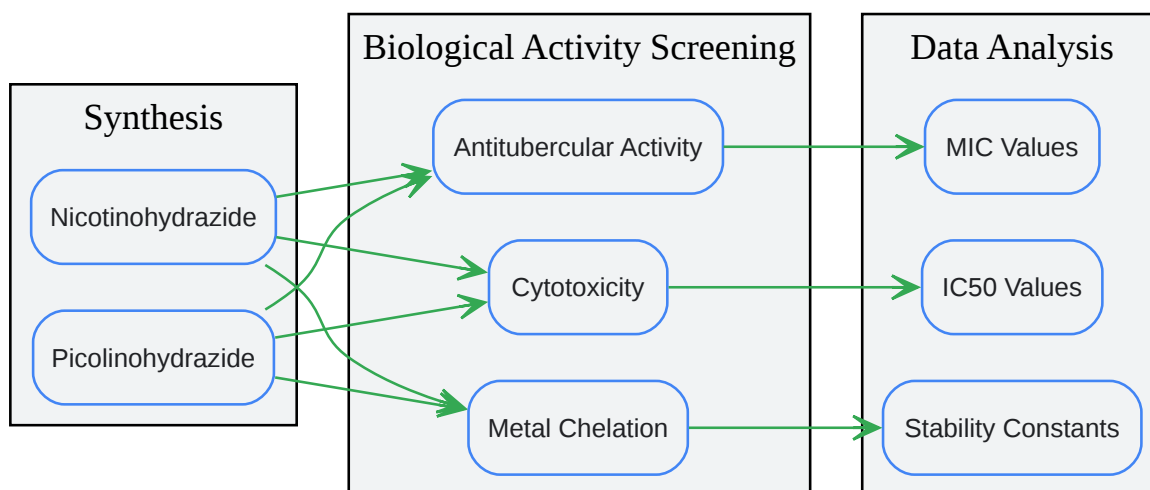 Synthesis
Nicotinohydrazide
Picolinohydrazide
Biological Activity Screening
Antitubercular Activity
Cytotoxicity
Metal Chelation
Data Analysis
MIC Values
IC50 Values
Stability Constants